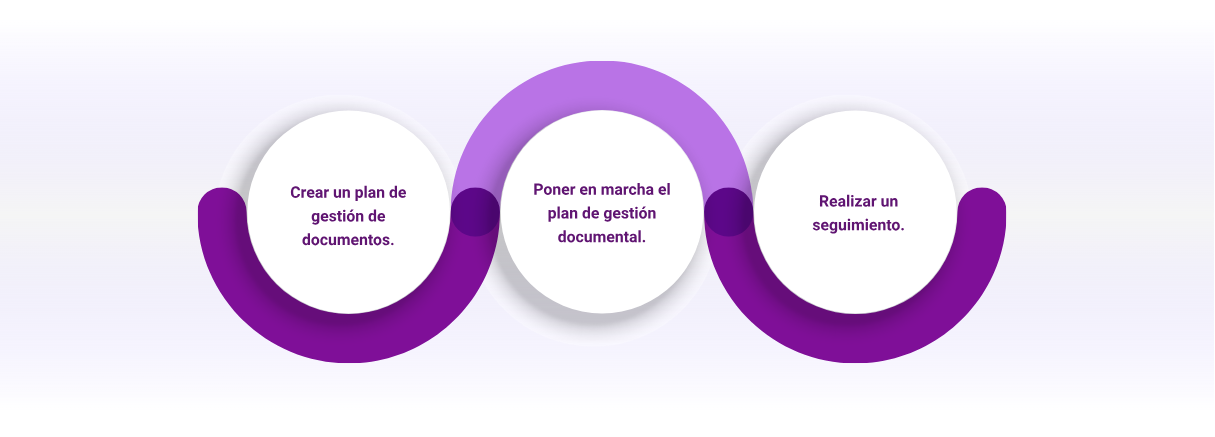 Crear un plan de
gestión de
documentos.
Poner en marcha el
plan de gestión
documental.
Realizar un
seguimiento.